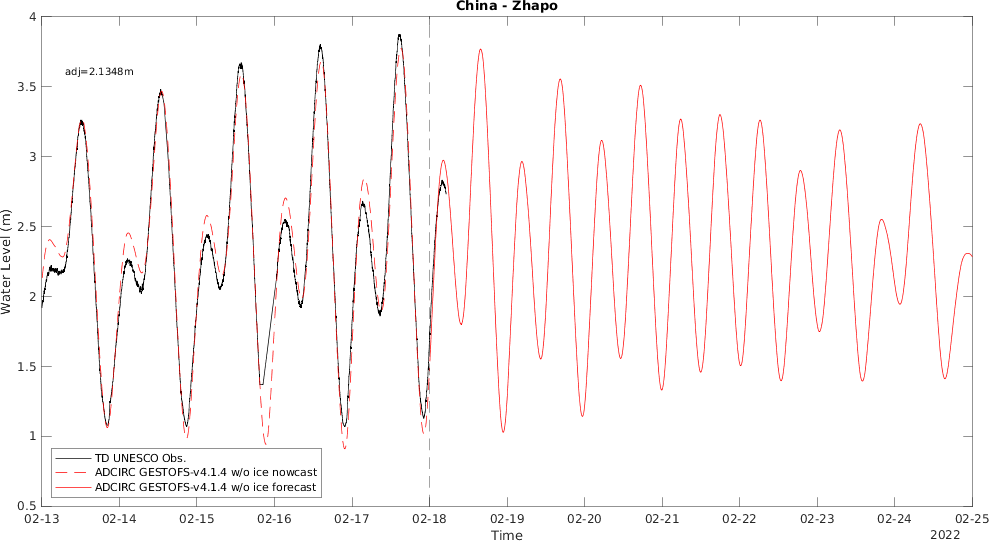 China - Zhapo
4
3.5
3
2.5
2
1.5
1
0.5
Water Level (m)
adj=2.1348m
TD UNESCO Obs.
ADCIRC GESTOFS-v4.1.4 w/o ice nowcast
ADCIRC GESTOFS-v4.1.4 w/o ice forecast
02-13 02-14 02-15 02-16 02-17 02-18 02-19 02-20 02-21 02-22 02-23 02-24 02-25
Time
2022